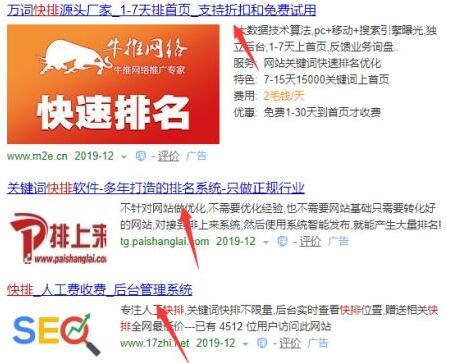 万词快排源头厂家_1-7天排首页_支持折扣和免费试用
大数据技术算法,pc+移动+搜索引擎曝光,独
立后台,1-7天上首页,反馈业务询盘..
服务: 网站关键词快速排名优化
特色: 7-15天15000关键词上首页
费用: 2毛钱/天
优惠: 免费1-30天到首页才收费
牛推网络
牛推网络推广专家
快速排名
www.m2e.cn 2019-12 - 评价 广告
关键词快排软件-多年打造的排名系统-只做正规行业
不针对网站做优化,不需要优化经验,也不需要网站基础只需要转化好
的网站,对接到排上来系统,然后使用系统智能发布,就能产生大量排名!
排上来
www.paishanglai.com
tg.paishanglai.com 2019-12 - 评价 广告
快排_人工费收费_后台管理系统
专注人工快排,关键词快排不限量,后台实时查看快排位置,赠送相关快
排全网最低价---已有 4512 位用户访问此网站
SEO
www.17zhi.net 2019-12 - 评价 广告